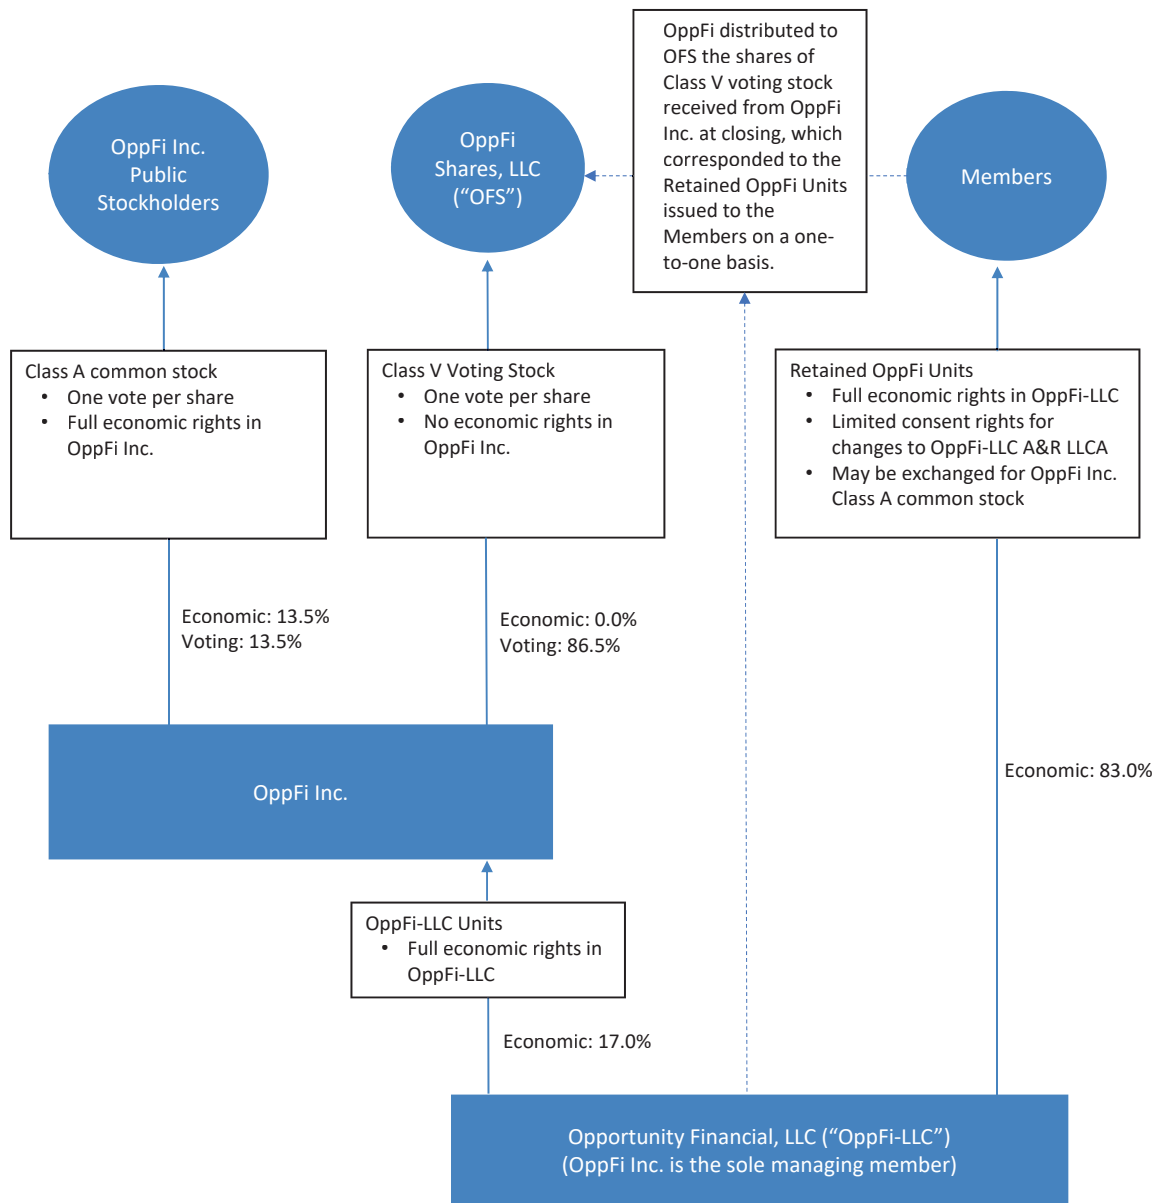 OppFi Inc.
Public
Stockholders
OppFi
Shares, LLC
(“OFS”)
OppFi distributed to
OFS the shares of
Class V voting stock
received from OppFi
Inc. at closing, which
corresponded to the
Retained OppFi Units
issued to the
Members on a one-
to-one basis.
Members
Class A common stock
• One vote per share
• Full economic rights in
OppFi Inc.
Class V Voting Stock
• One vote per share
• No economic rights in
OppFi Inc.
Retained OppFi Units
• Full economic rights in OppFi-LLC
• Limited consent rights for
changes to OppFi-LLC A&R LLCA
• May be exchanged for OppFi Inc.
Class A common stock
Economic: 13.5%
Voting: 13.5%
Economic: 0.0%
Voting: 86.5%
Economic: 83.0%
OppFi Inc.
OppFi-LLC Units
• Full economic rights in
OppFi-LLC
Economic: 17.0%
Opportunity Financial, LLC (“OppFi-LLC”)
(OppFi Inc. is the sole managing member)